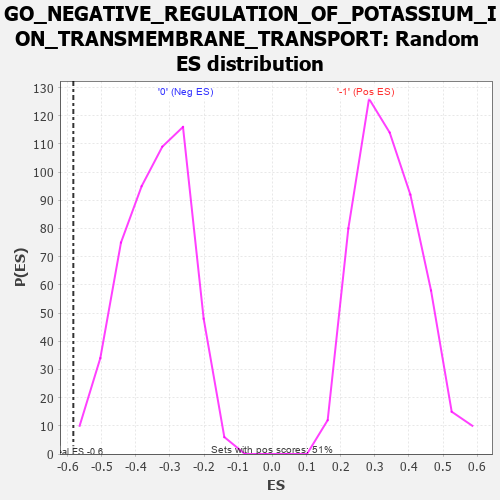 GO_NEGATIVE_REGULATION_OF_POTASSIUM_I
ON_TRANSMEMBRANE_TRANSPORT: Random
ES distribution
'0' (Neg ES)
'-1' (Pos ES)
130
120
110
100
90
80
70
60
50
40
30
20
10
0
P(ES)
ES -0.6
Sets with pos scores: 51%
-0.6 -0.5 -0.4 -0.3 -0.2 -0.1 0.0 0.1 0.2 0.3 0.4 0.5 0.6
ES